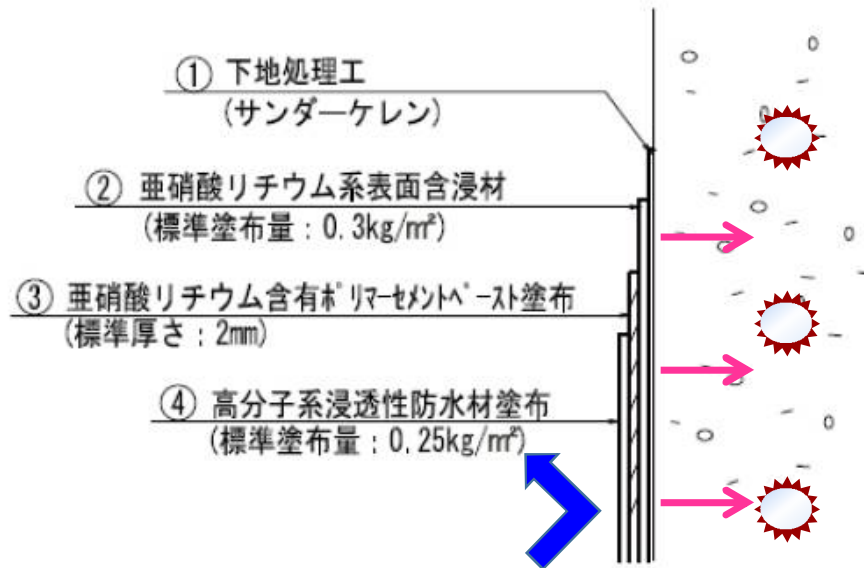 ① 下地処理工
(サンダーケレン)
② 亜硝酸リチウム系表面含浸材
(標準塗布量：0.3kg/㎡)
③ 亜硝酸リチウム含有ﾎﾟﾘﾏｰｾﾒﾝﾄﾍﾟｰｽﾄ塗布
(標準厚さ：2mm)
④ 高分子系浸透性防水材塗布
(標準塗布量：0.25kg/㎡)